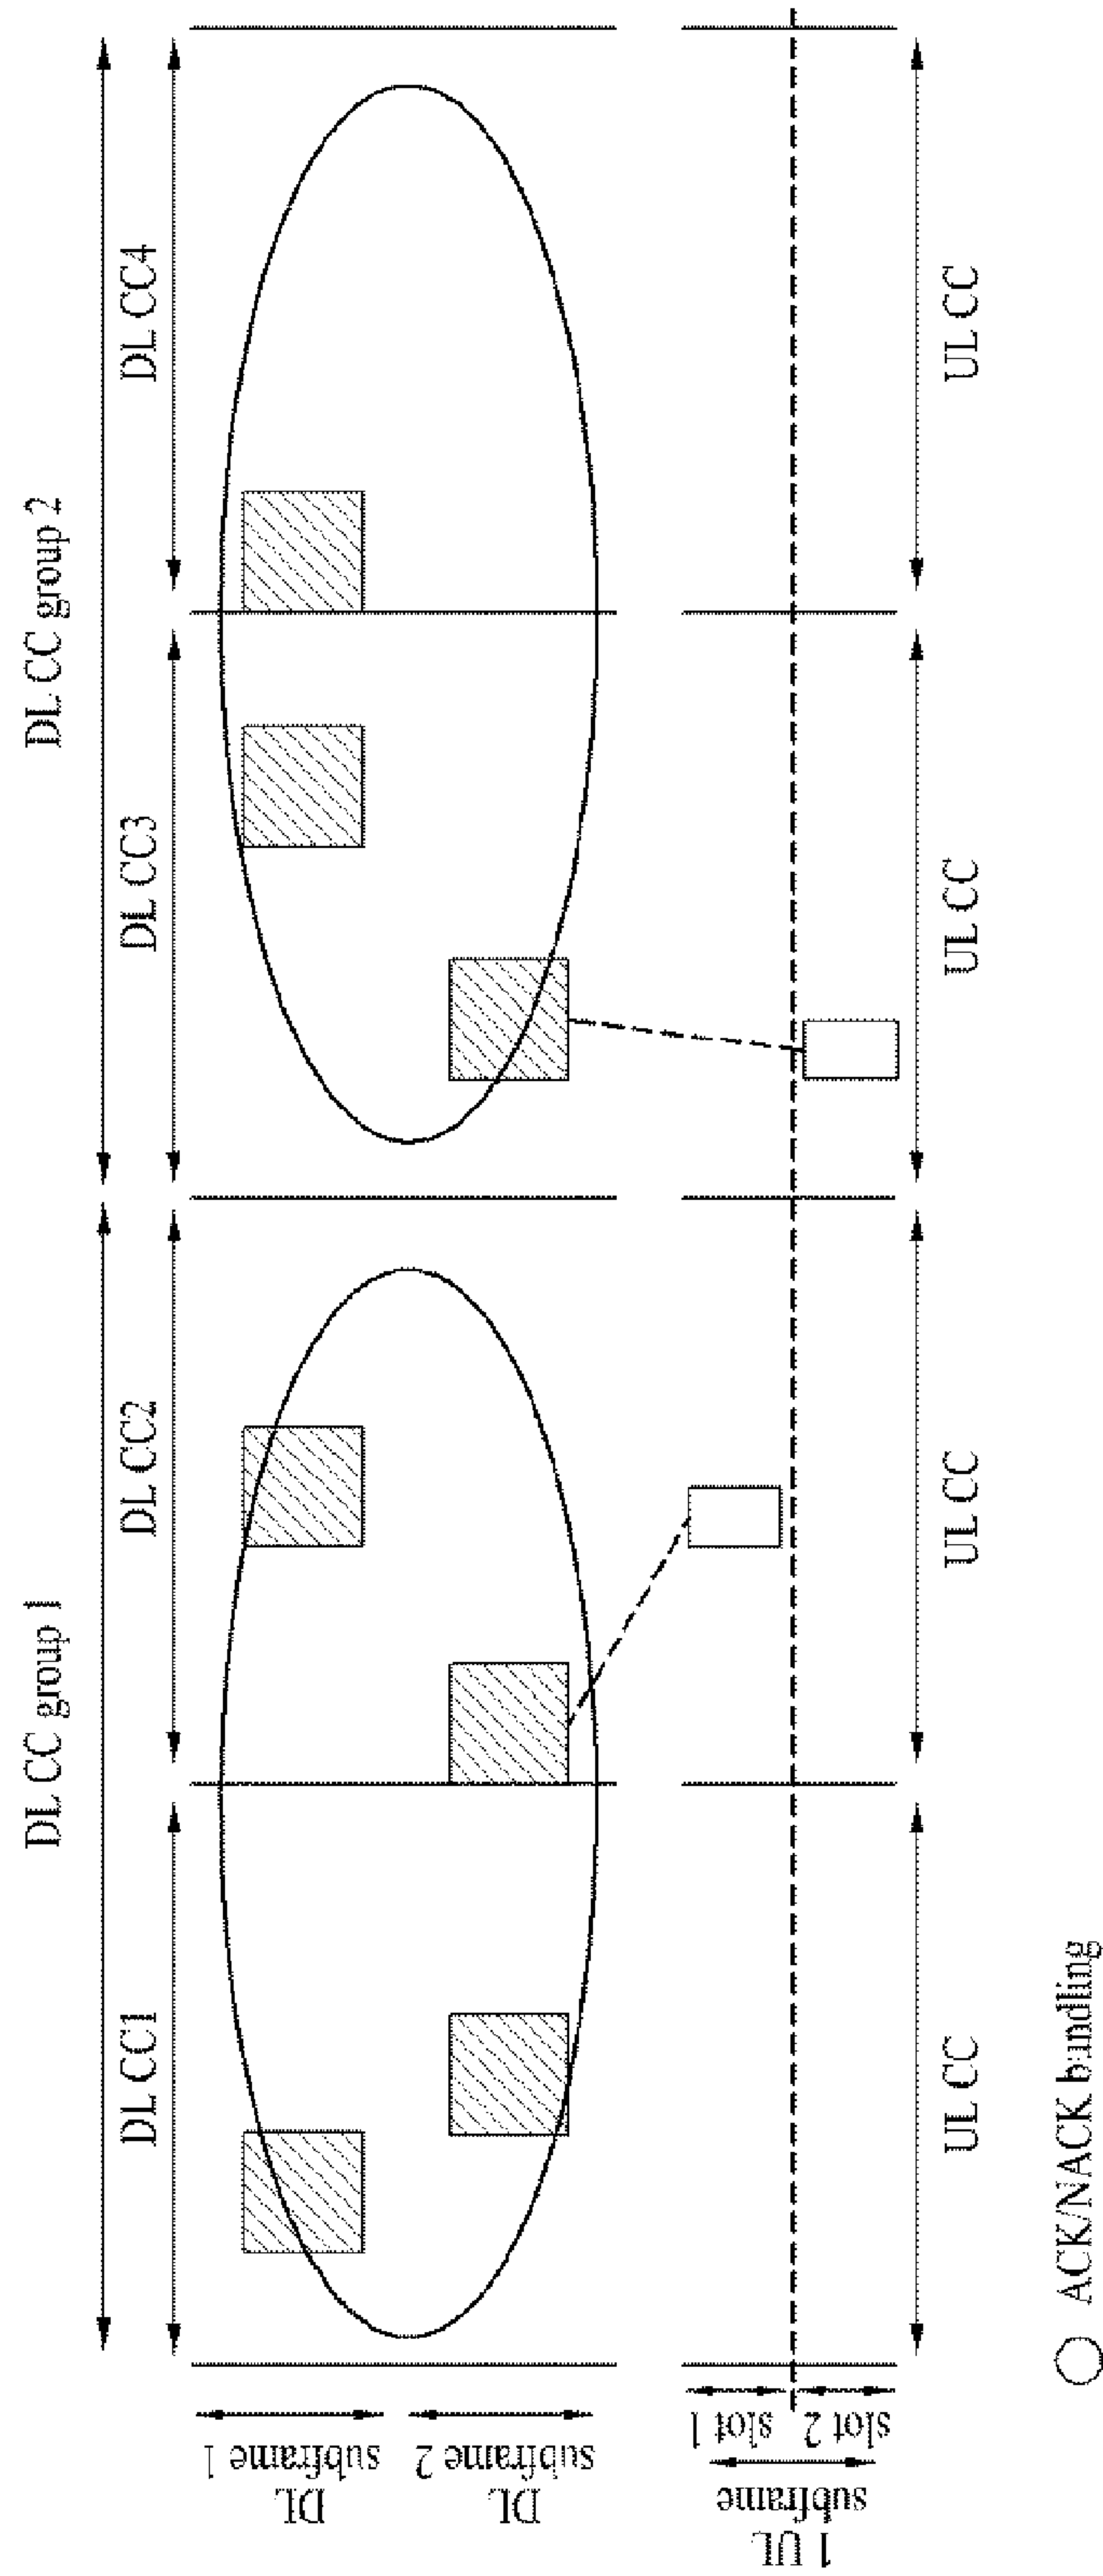 DL CC group 1
DL CC group 2
DL CC1
DL CC2
DL CC3
DL CC4
DL
subframe 1
DL
subframe 2
1 UL
subframe
slot 1
slot 2
UL CC
UL CC
UL CC
UL CC
ACK/NACK bundling